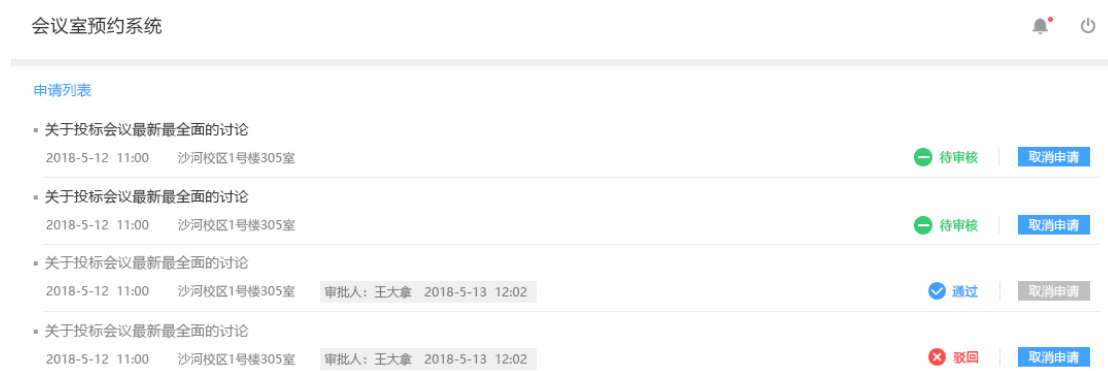 会议室预约系统
申请列表
关于投标会议最新最全面的讨论
2018-5-12 11:00 沙河校区1号楼305室 待审核 取消申请
关于投标会议最新最全面的讨论
2018-5-12 11:00 沙河校区1号楼305室 待审核 取消申请
关于投标会议最新最全面的讨论
2018-5-12 11:00 沙河校区1号楼305室 审批人：王大拿 2018-5-13 12:02 通过 取消申请
关于投标会议最新最全面的讨论
2018-5-12 11:00 沙河校区1号楼305室 审批人：王大拿 2018-5-13 12:02 驳回 取消申请